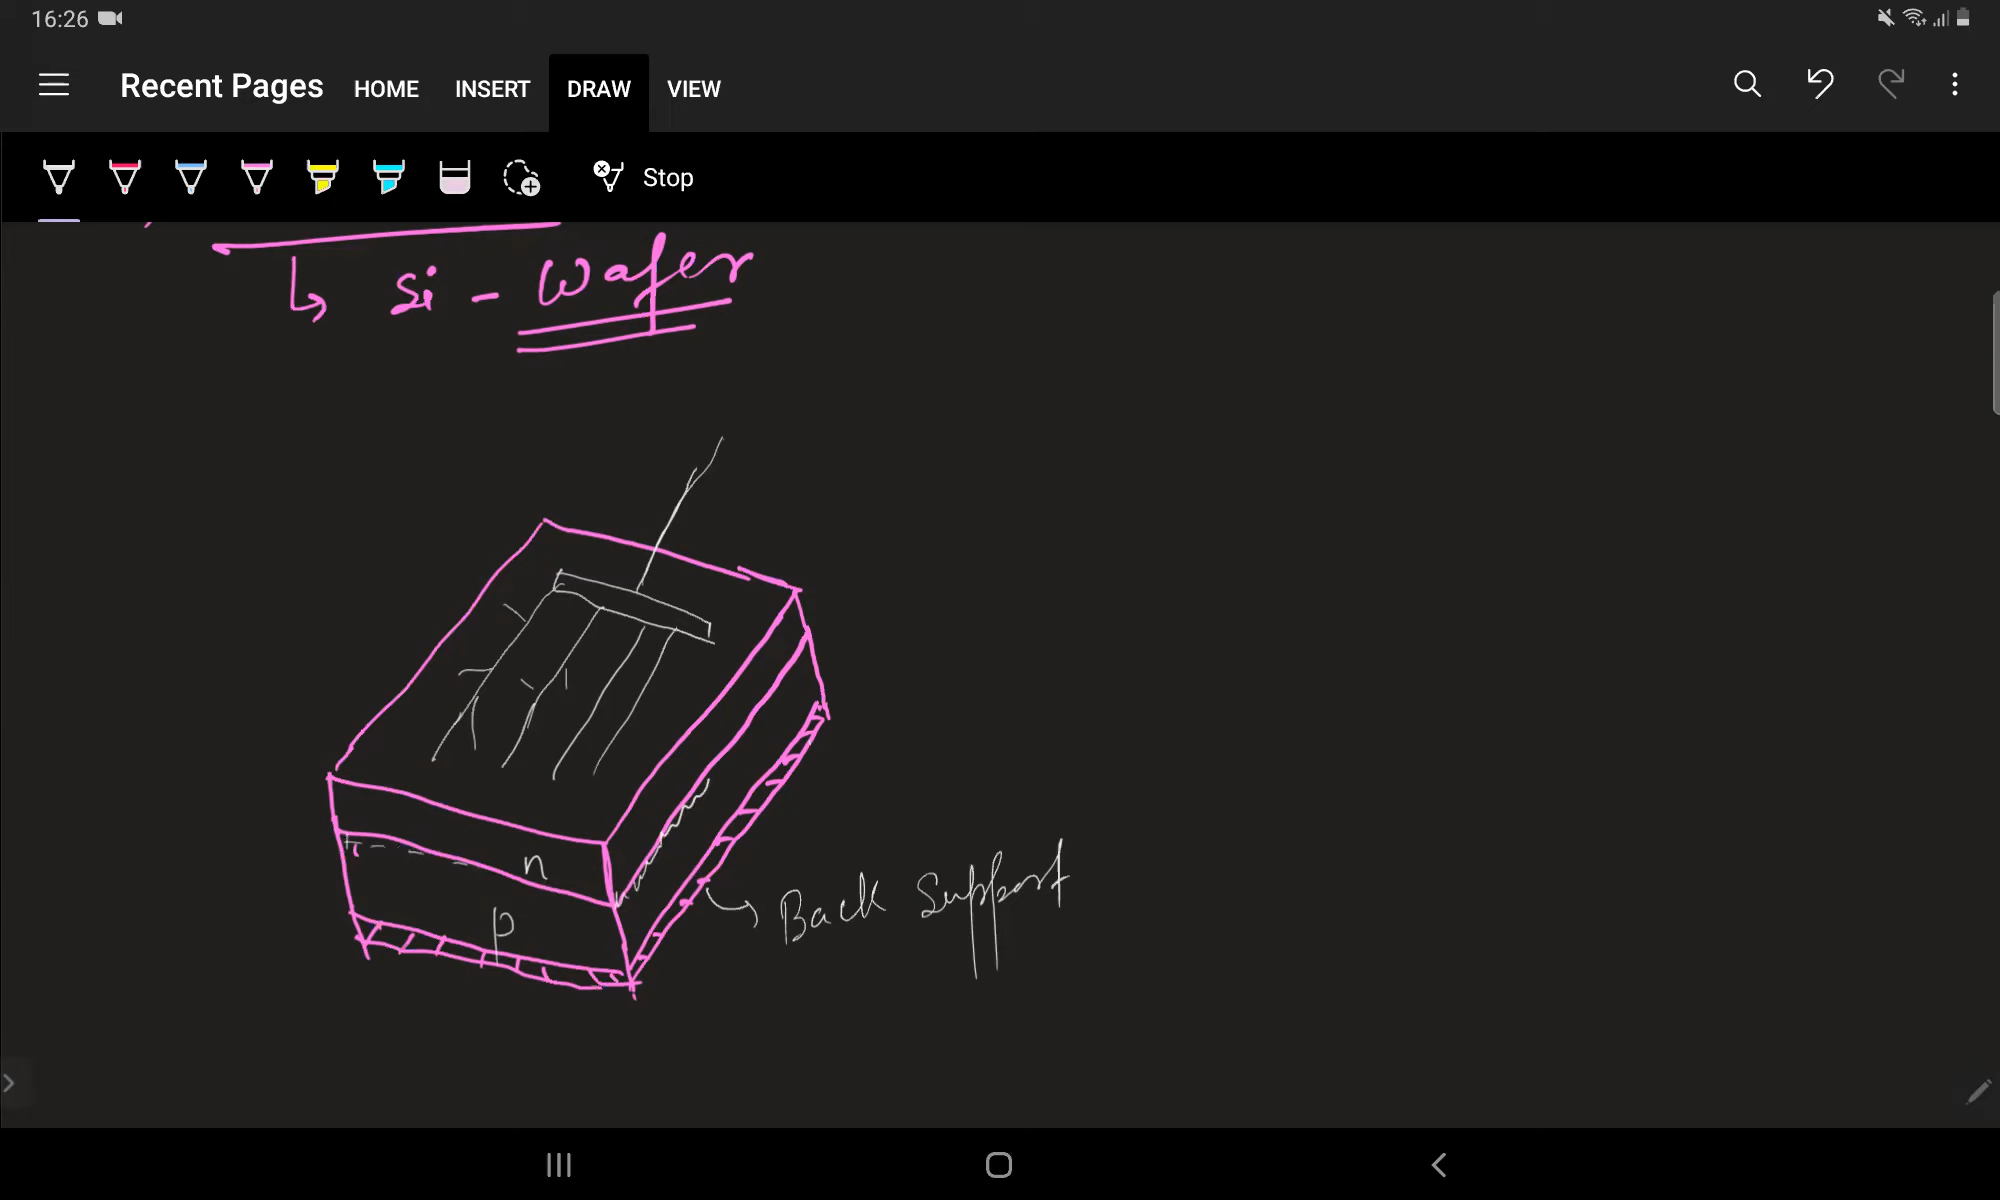 16:26
Recent Pages HOME INSERT DRAW VIEW
Stop
Si - Wafer
n
p
Back Support